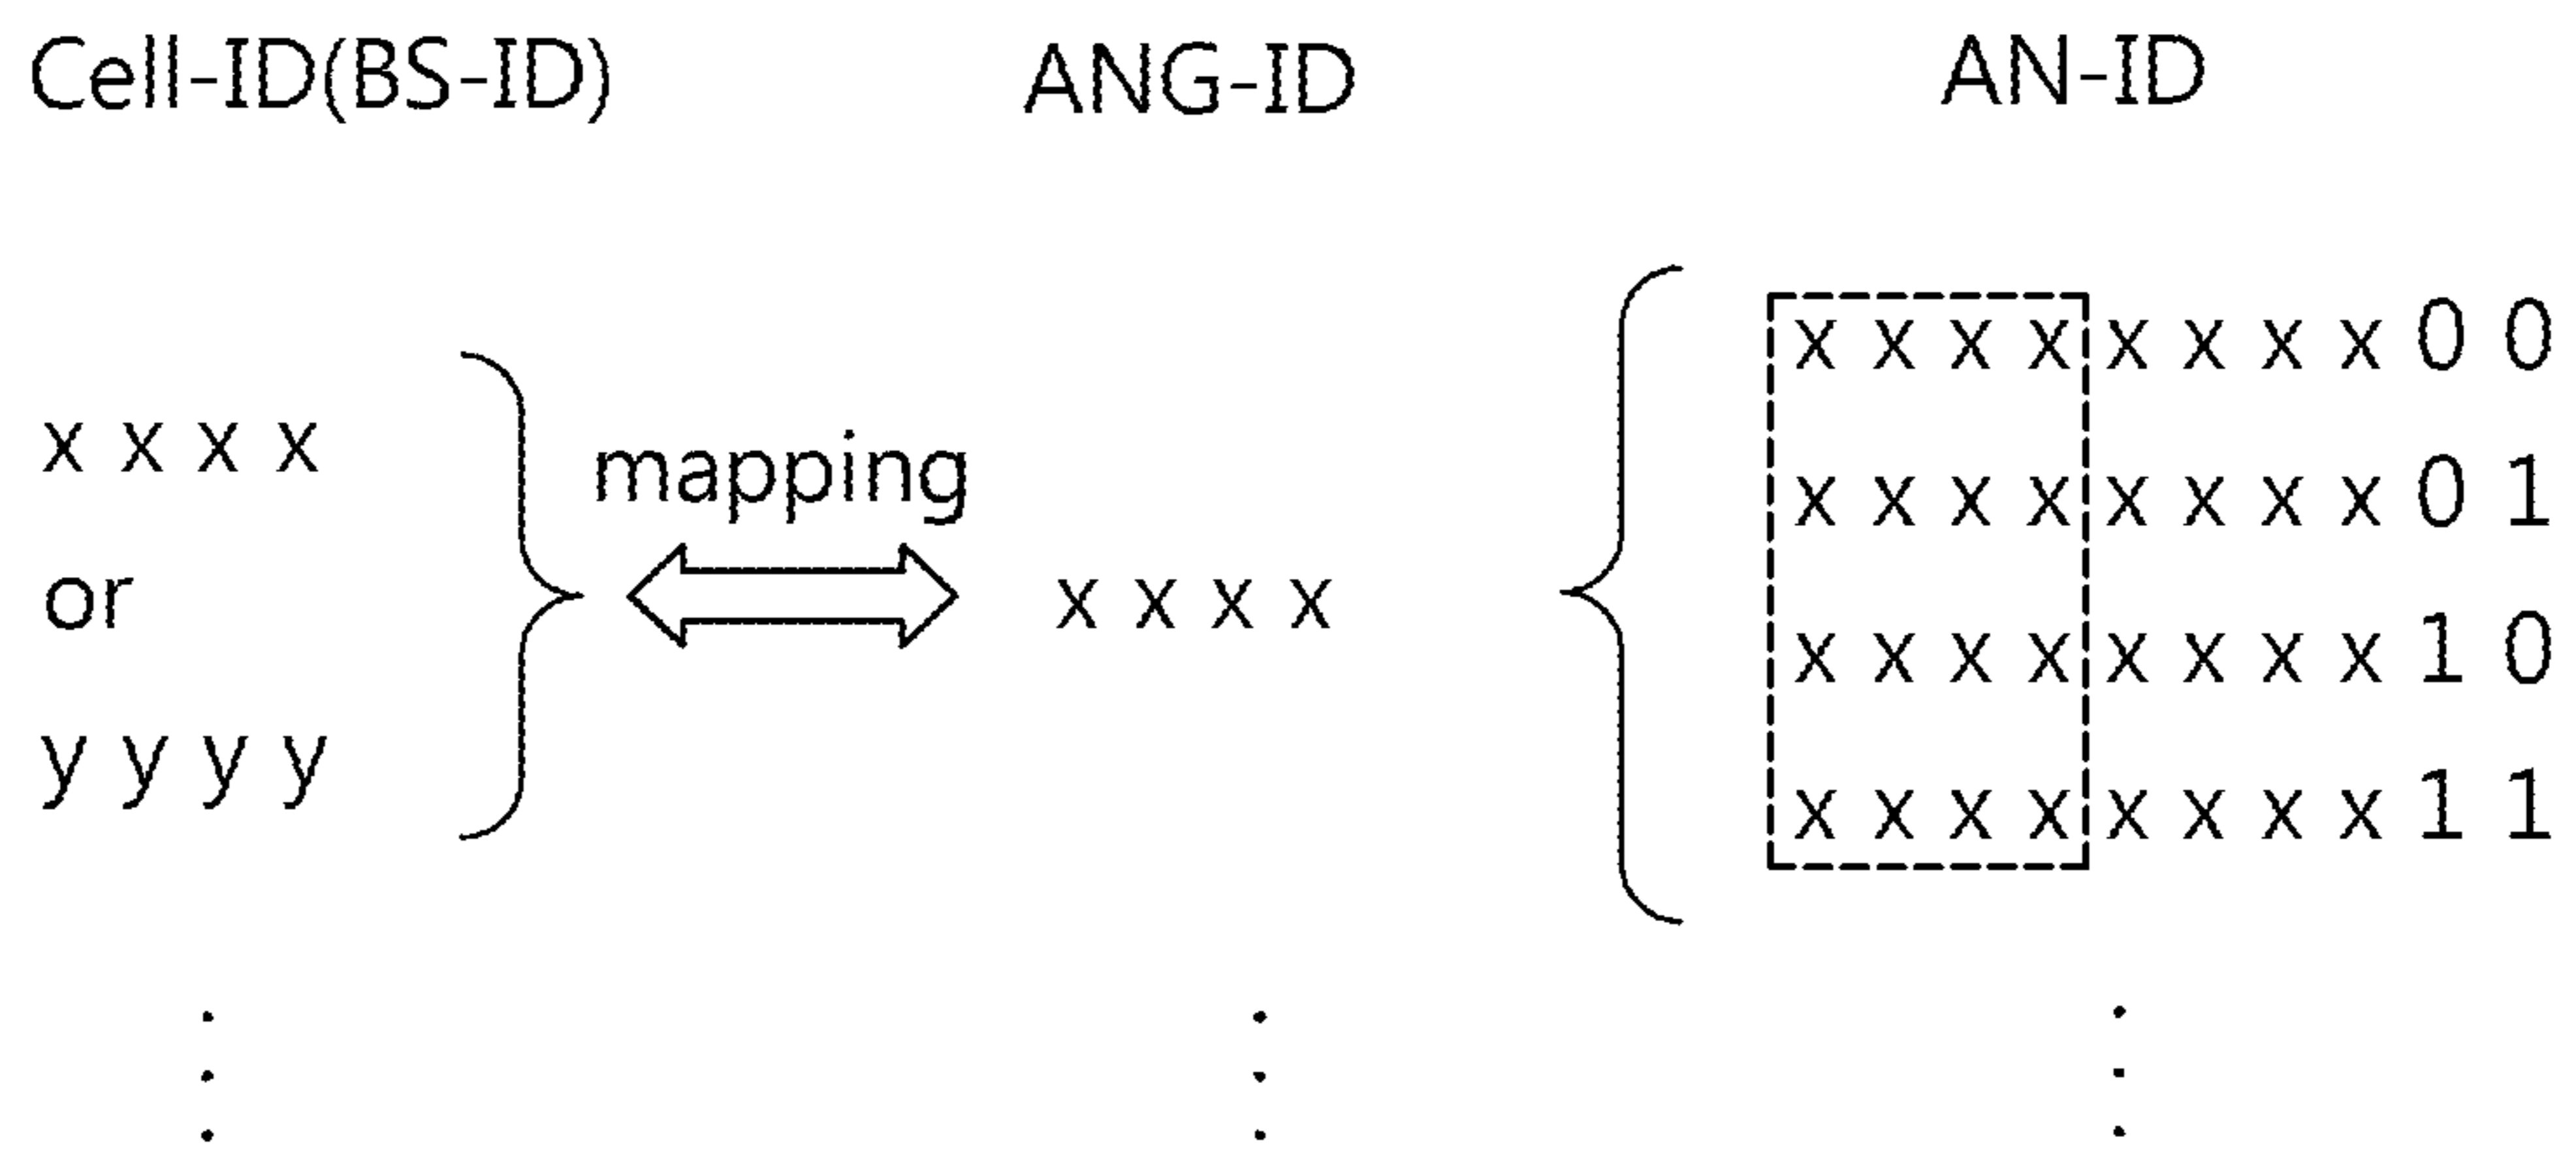 Cell-ID(BS-ID) ANG-ID AN-ID
x x x x
or
y y y y
mapping
x x x x
x x x x x x x x 0 0
x x x x x x x x 0 1
x x x x x x x x 1 0
x x x x x x x x 1 1